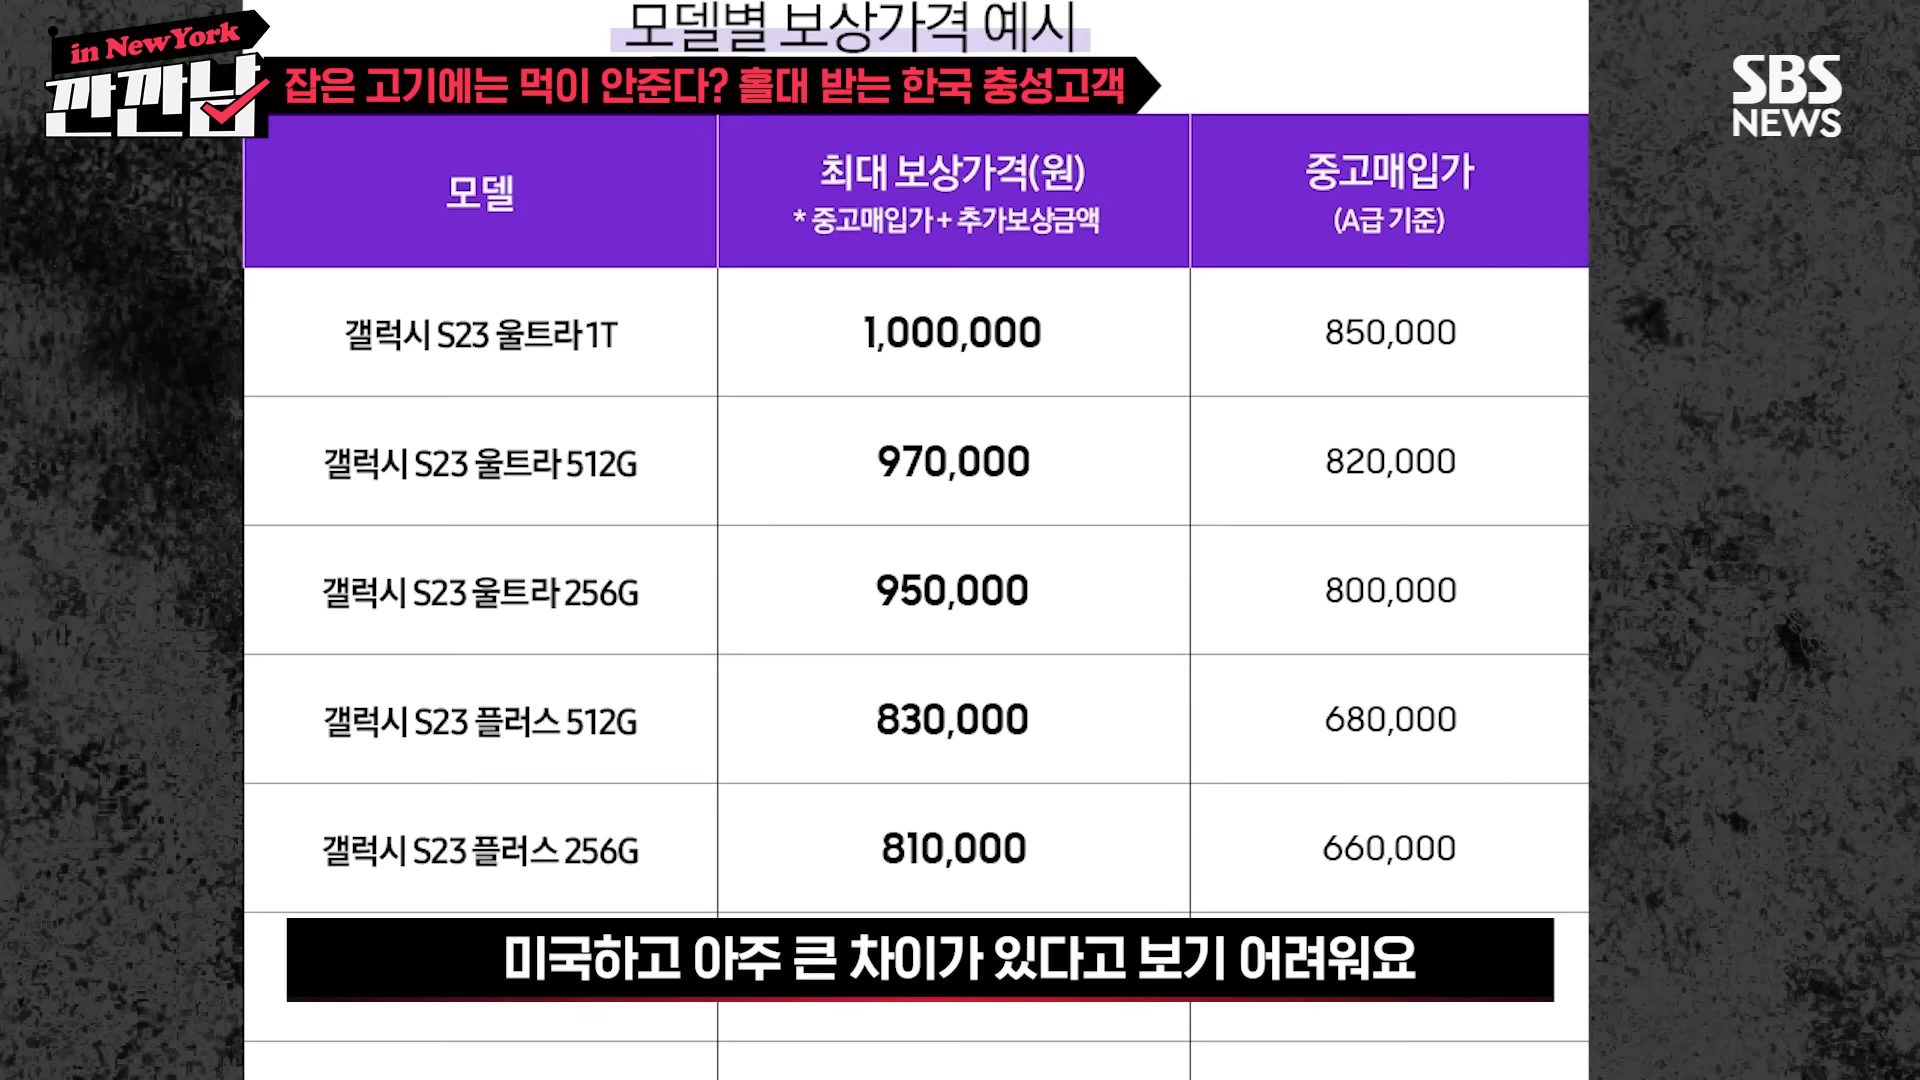 모델별 보상가격 예시
in New York
깐깐남
잡은 고기에는 먹이 안준다? 홀대 받는 한국 충성고객
SBS
NEWS
모델
최대 보상가격(원)
* 중고매입가 + 추가보상금액
중고매입가
(A급 기준)
갤럭시 S23 울트라 1T
1,000,000
850,000
갤럭시 S23 울트라 512G
970,000
820,000
갤럭시 S23 울트라 256G
950,000
800,000
갤럭시 S23 플러스 512G
830,000
680,000
갤럭시 S23 플러스 256G
810,000
660,000
미국하고 아주 큰 차이가 있다고 보기 어려워요